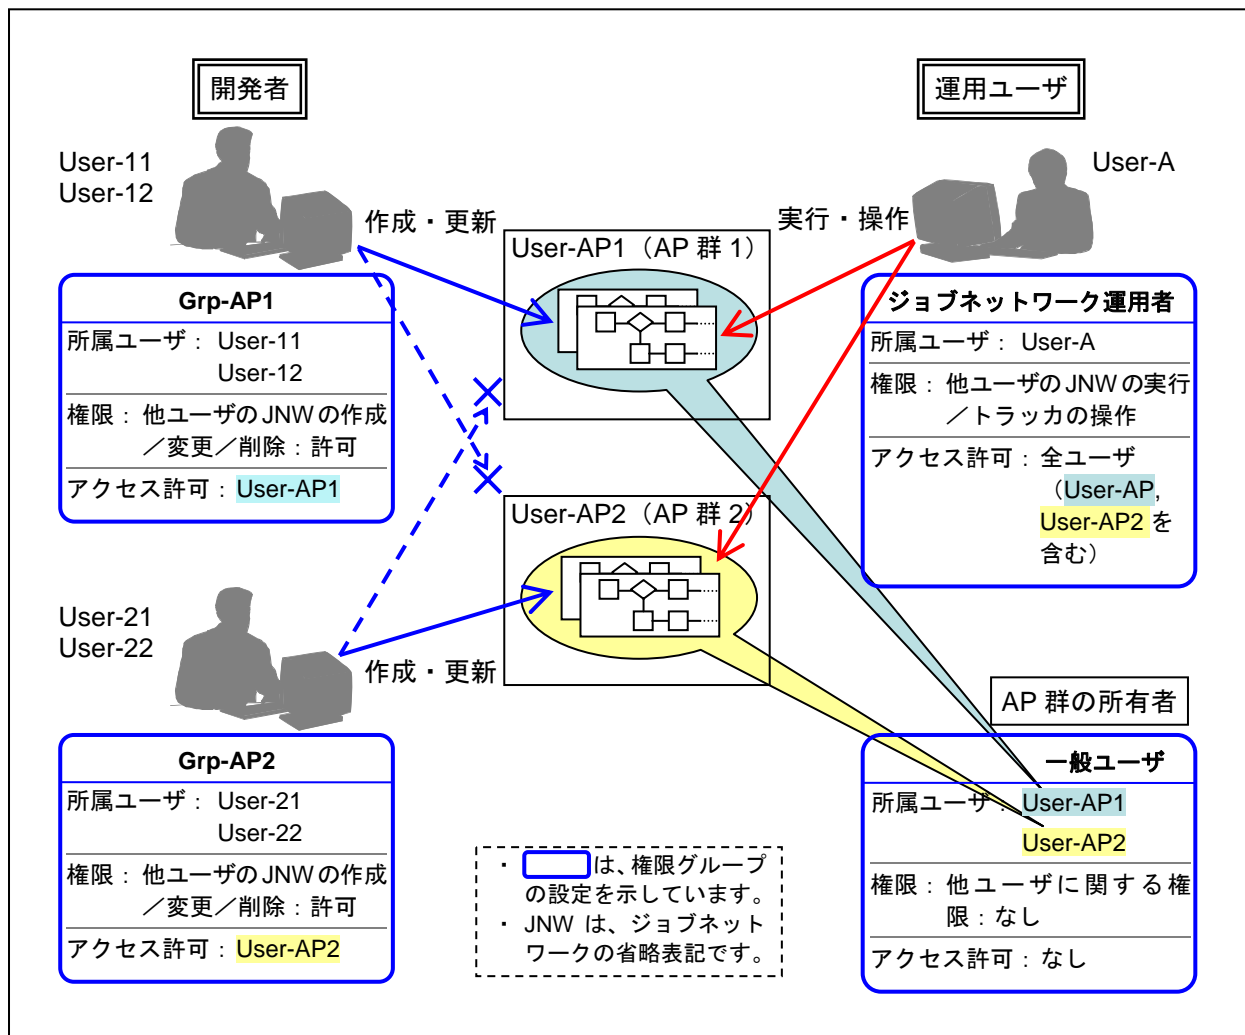 開発者
User-11
User-12
作成・更新
Grp-AP1
所属ユーザ： User-11
User-12
権限： 他ユーザのJNWの作成
／変更／削除：許可
アクセス許可：User-AP1
User-21
User-22
作成・更新
Grp-AP2
所属ユーザ： User-21
User-22
権限： 他ユーザのJNWの作成
／変更／削除：許可
アクセス許可：User-AP2
User-AP1（AP 群 1）
User-AP2（AP 群 2）
運用ユーザ
User-A
実行・操作
ジョブネットワーク運用者
所属ユーザ： User-A
権限：他ユーザのJNWの実行
／トラッカの操作
アクセス許可：全ユーザ
（User-AP,
User-AP2 を
含む）
AP 群の所有者
一般ユーザ
所属ユーザ： User-AP1
User-AP2
権限：他ユーザに関する権
限：なし
アクセス許可：なし
・ は、権限グループ
の設定を示しています。
・ JNW は、ジョブネット
ワークの省略表記です。